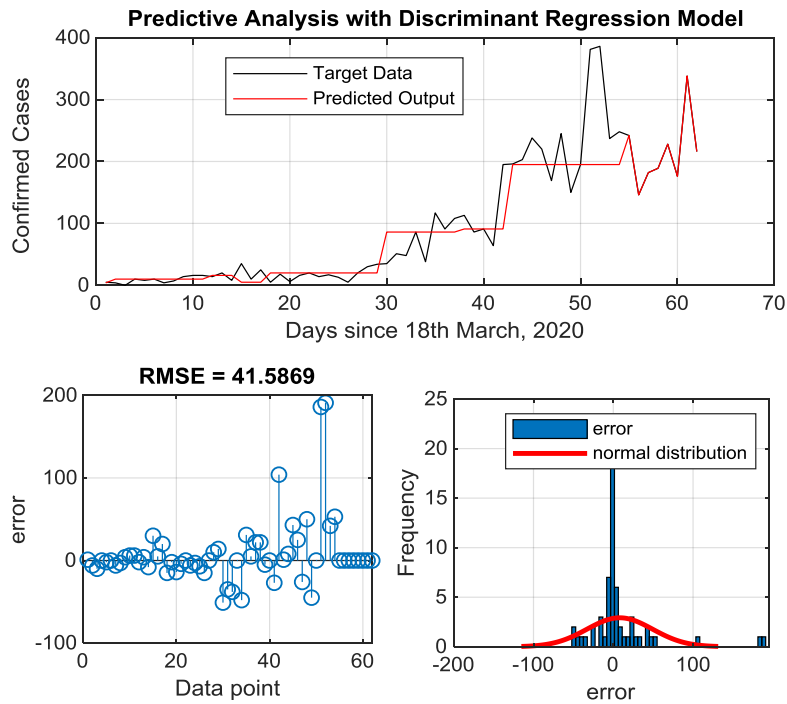 Predictive Analysis with Discriminant Regression Model
400
300
200
100
0
Confirmed Cases
Target Data
Predicted Output
0 10 20 30 40 50 60 70
Days since 18th March, 2020
RMSE = 41.5869
200
100
0
-100
error
0 20 40 60
Data point
25
20
15
10
5
0
Frequency
error
normal distribution
-200 -100 0 100
error